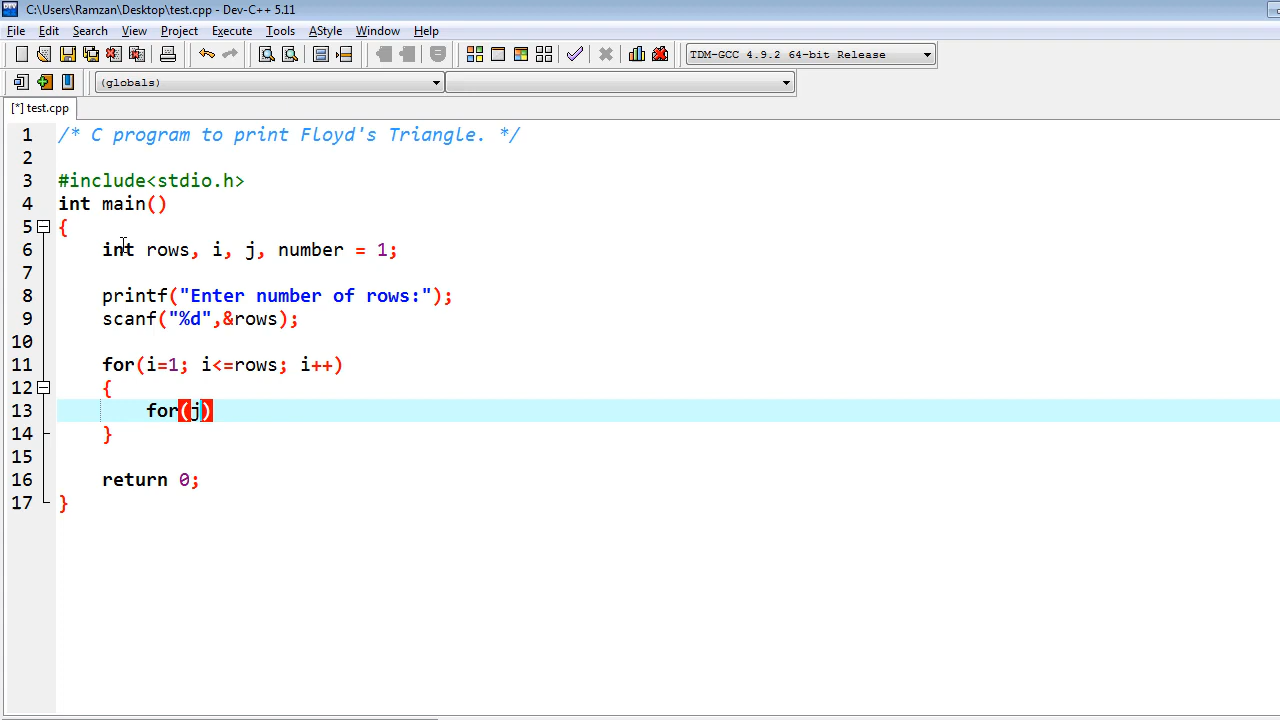 C:\Users\Ramzan\Desktop\test.cpp - Dev-C++ 5.11
File Edit Search View Project Execute Tools AStyle Window Help
TDM-GCC 4.9.2 64-bit Release
(globals)
[*] test.cpp
1 /* C program to print Floyd's Triangle. */
2
3 #include<stdio.h>
4 int main()
5 {
6 int rows, i, j, number = 1;
7
8 printf("Enter number of rows:");
9 scanf("%d",&rows);
10
11 for(i=1; i<=rows; i++)
12 {
13 for(j)
14 }
15
16 return 0;
17 }